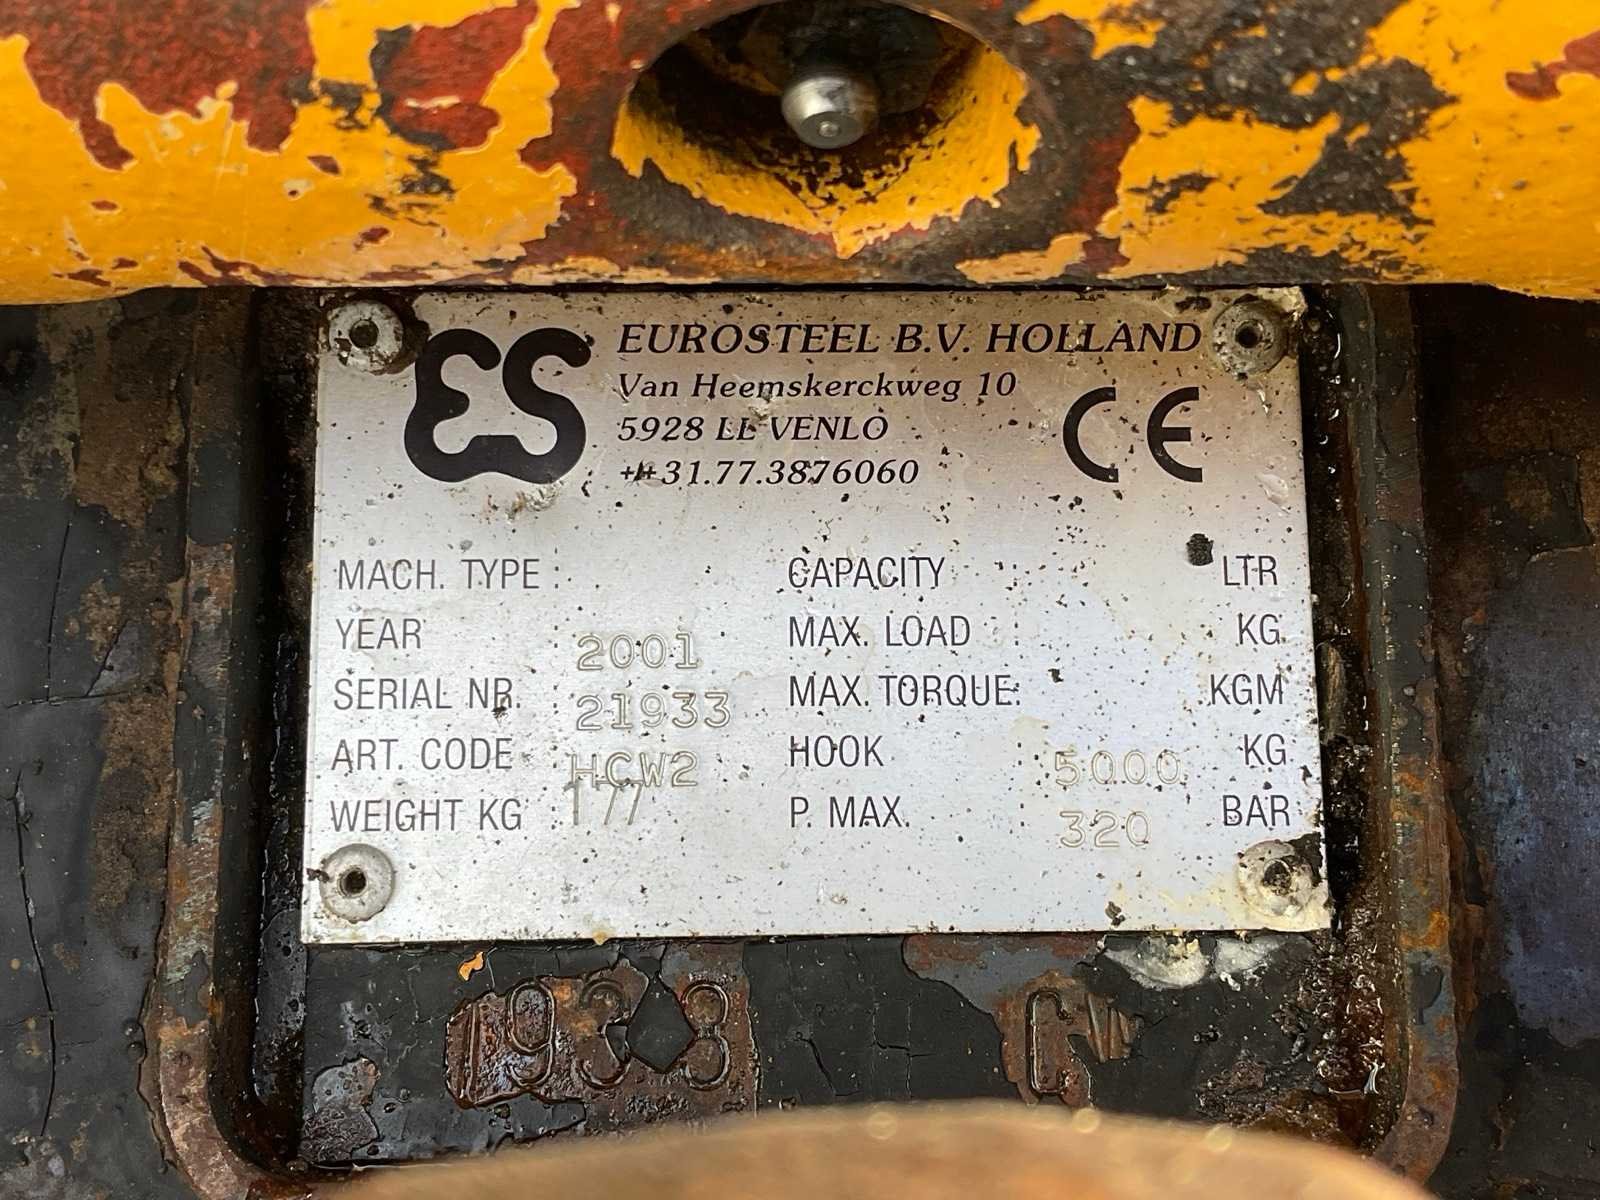 ES
EUROSTEEL B.V. HOLLAND
Van Heemskerckweg 10
5928 LL VENLO
++31.77.3876060
CE
MACH. TYPE : CAPACITY : LTR
YEAR : 2001 MAX. LOAD : KG
SERIAL NR. : 21933 MAX. TORQUE: KGM
ART. CODE : HCW2 HOOK : 5000 KG
WEIGHT KG : 177 P. MAX. : 320 BAR